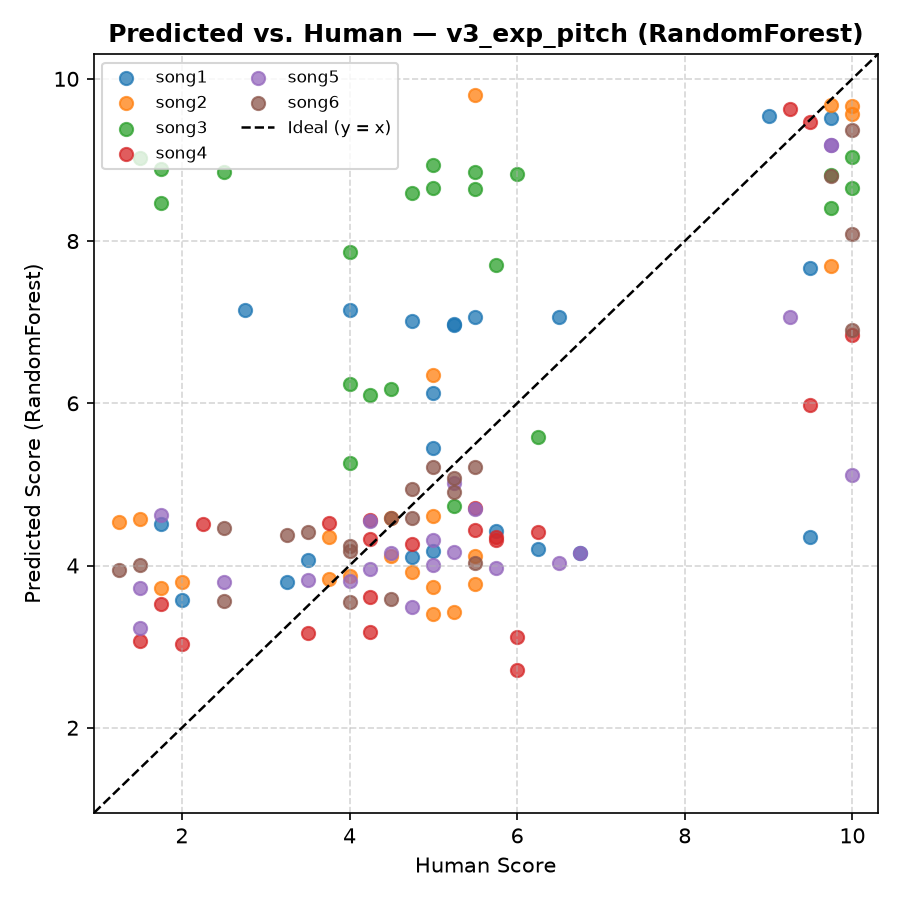 Predicted vs. Human — v3_exp_pitch (RandomForest)
song1
song2
song3
song4
song5
song6
Ideal (y = x)
10
8
6
4
2
Predicted Score (RandomForest)
2
4
6
8
10
Human Score